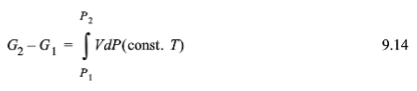 P₂
G₂ – G₁ = ∫ VdP(const. T) 9.14
P₁